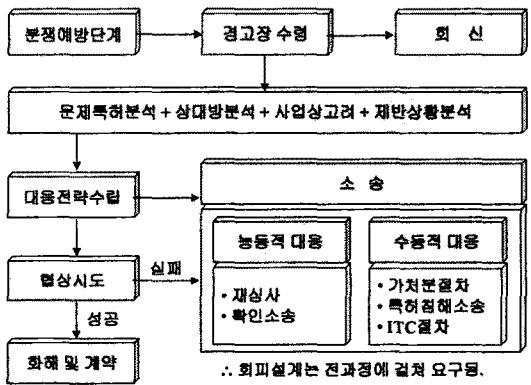 분쟁예방단계
경고장 수령
회 신
문제특허분석 + 상대방분석 + 사업상고려 + 제반상황분석
대응전략수립
소 송
능동적 대응
수동적 대응
협상시도
실패
• 재심사
• 확인소송
• 가처분절차
• 특허침해소송
• ITC절차
성공
화해 및 계약
∴ 회피설계는 전과정에 걸쳐 요구됨.